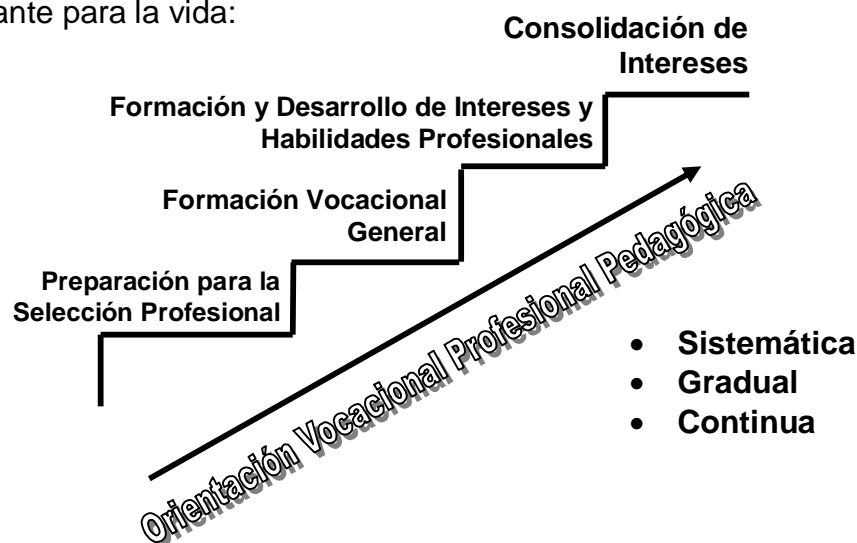 ante para la vida:
Consolidación de
Intereses
Formación y Desarrollo de Intereses y
Habilidades Profesionales
Formación Vocacional
General
Preparación para la
Selección Profesional
Orientación Vocacional Profesional Pedagógica
• Sistemática
• Gradual
• Continua